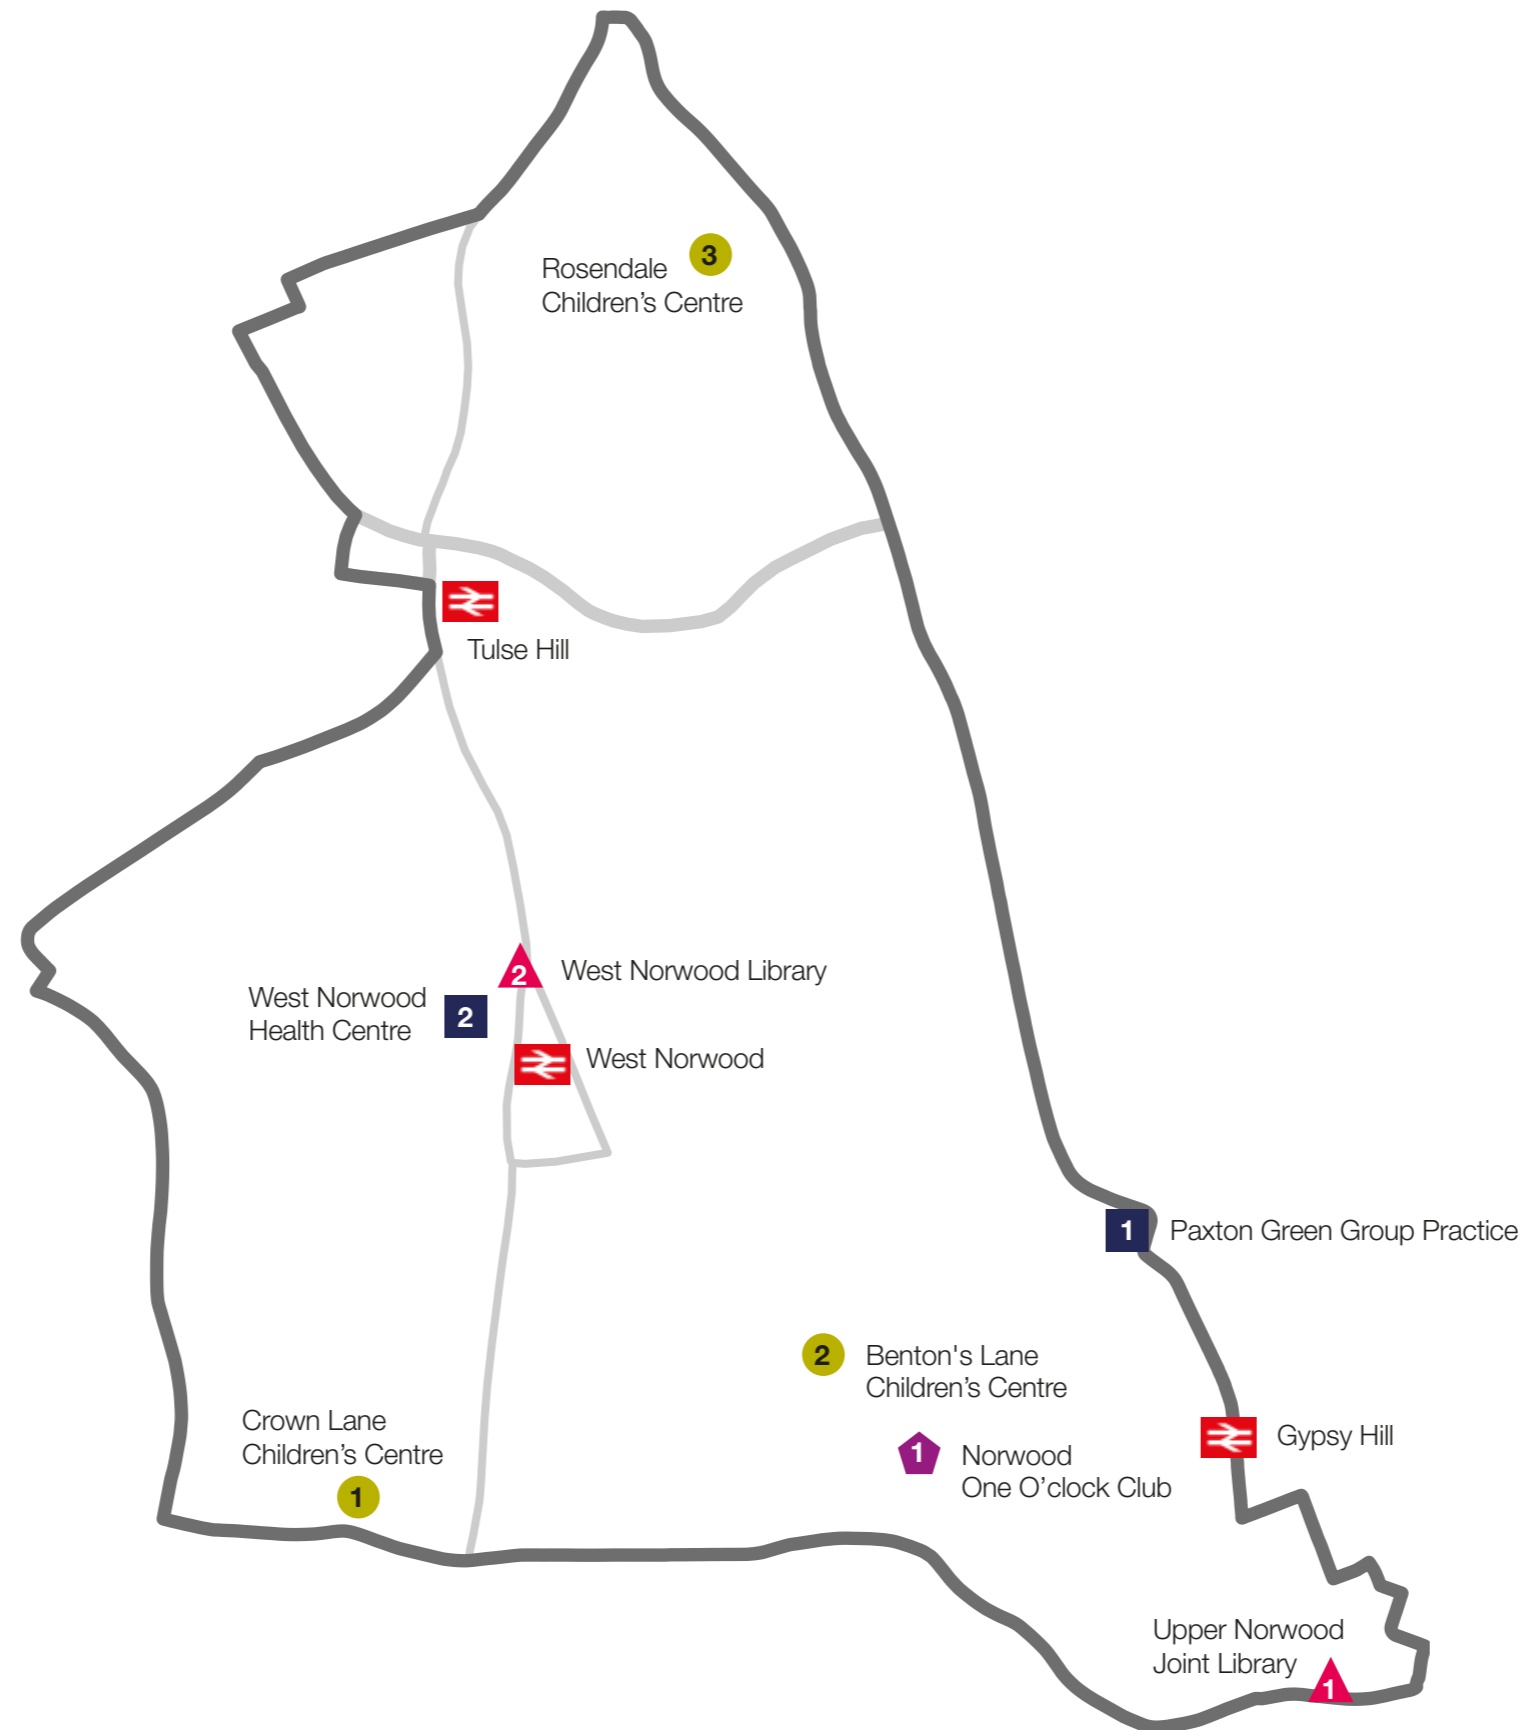 3
Rosendale
Children’s Centre
Tulse Hill
2
West Norwood Library
West Norwood
Health Centre
2
West Norwood
1
Paxton Green Group Practice
2
Benton's Lane
Children’s Centre
Crown Lane
Children’s Centre
1
Gypsy Hill
1
Norwood
One O’clock Club
Upper Norwood
Joint Library
1